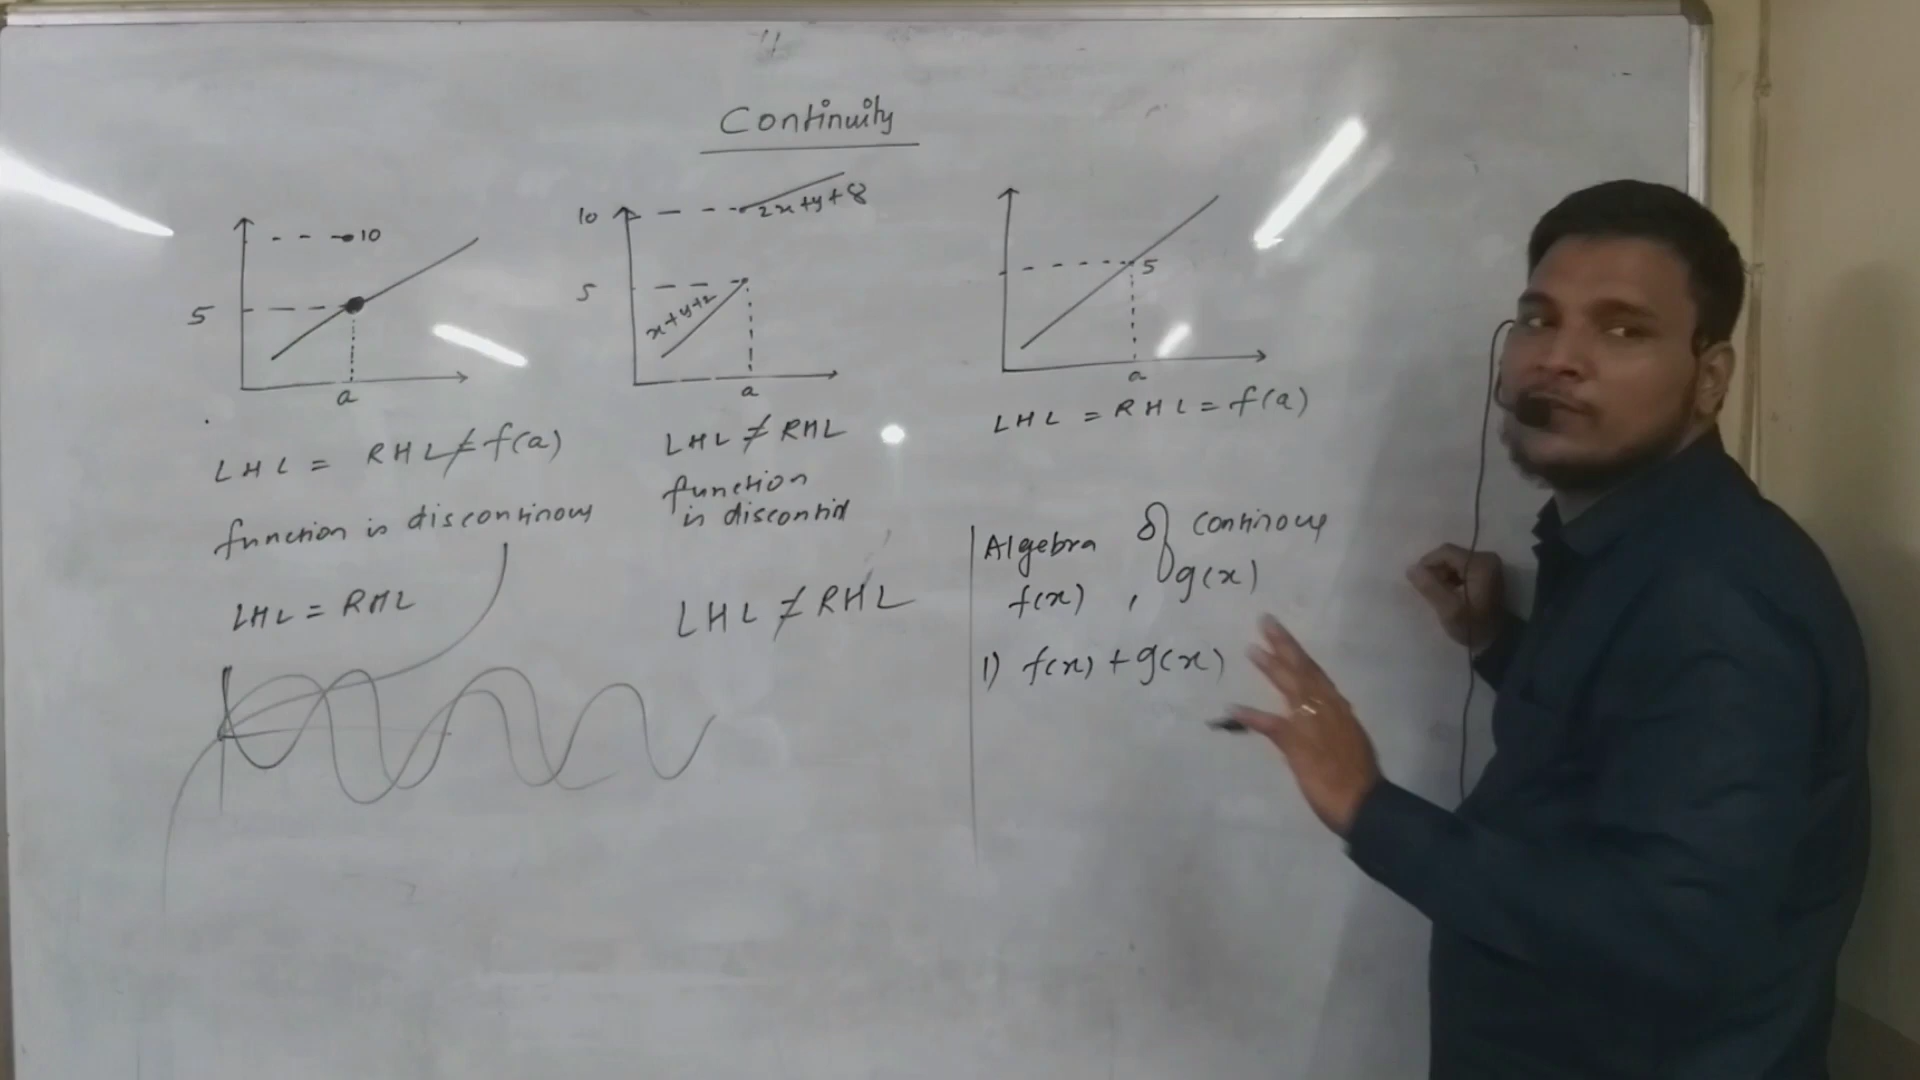 Continuity
10
5
a
LHL = RHL ≠ f(a)
function is discontinous
LHL = RHL
10
2x+y+8
5
x+y+2
a
LHL ≠ RHL
function
is discontin
LHL ≠ RHL
5
a
LHL = RHL = f(a)
Algebra of continous
f(x) , g(x)
1) f(x) + g(x)